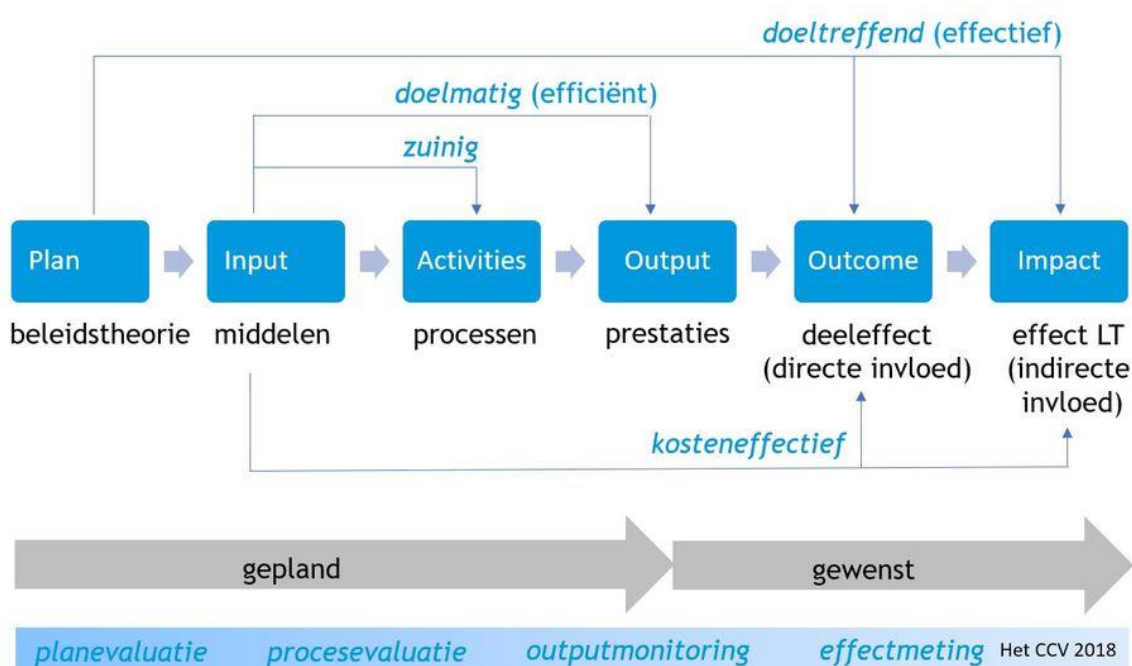 doeltreffend (effectief)
doelmatig (efficiënt)
zuinig
Plan
Input
Activities
Output
Outcome
Impact
beleidstheorie
middelen
processen
prestaties
deeleffect
(directe invloed)
effect LT
(indirecte
invloed)
kosteneffectief
gepland
gewenst
planevaluatie
procesevaluatie
outputmonitoring
effectmeting
Het CCV 2018